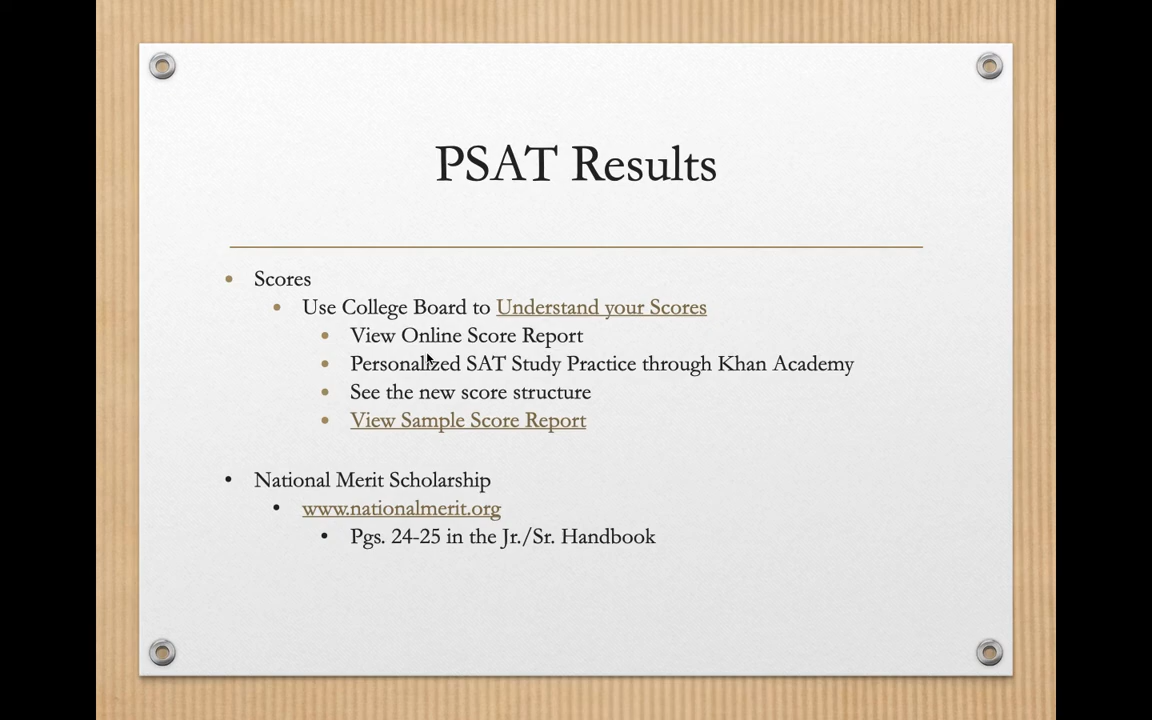 PSAT Results
Scores
Use College Board to Understand your Scores
View Online Score Report
Personalized SAT Study Practice through Khan Academy
See the new score structure
View Sample Score Report
National Merit Scholarship
www.nationalmerit.org
Pgs. 24-25 in the Jr./Sr. Handbook